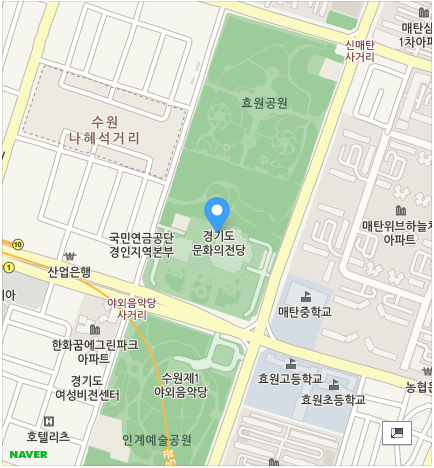 매탄삼
1차아파
신매탄
사거리
효원공원
수원
나혜석거리
매탄위브하늘채
아파트
경기도
문화의전당
국민연금공단
경인지역본부
10
1
산업은행
야외음악당
사거리
매탄중학교
한화꿈에그린파크
아파트
수원제1
야외음악당
경기도
여성비전센터
효원고등학교
효원초등학교
농협은
호텔리츠
인계예술공원
NAVER